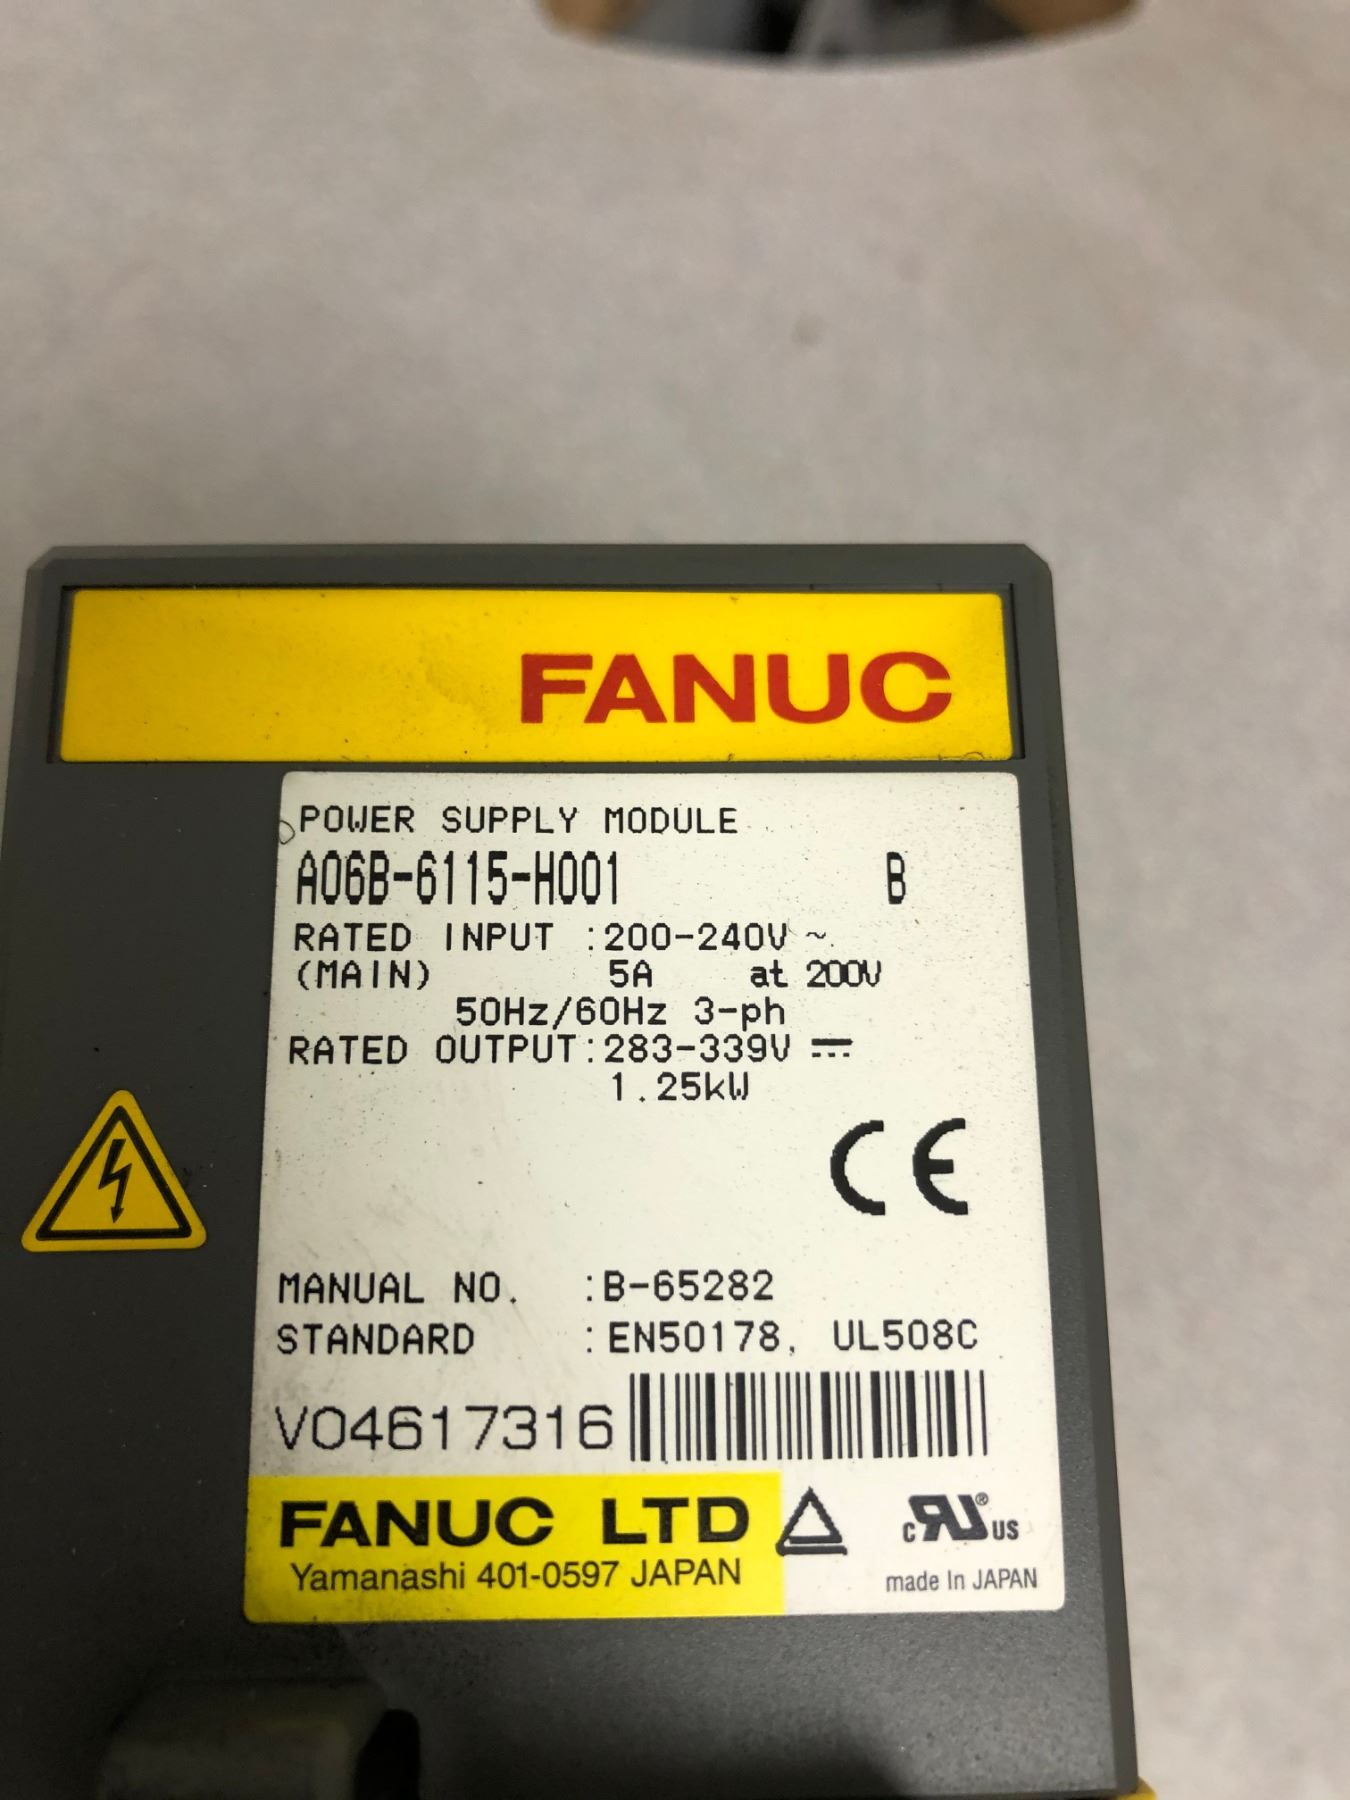 FANUC
POWER SUPPLY MODULE
A06B-6115-H001 B
RATED INPUT :200-240V ~
(MAIN) 5A at 200V
50Hz/60Hz 3-ph
RATED OUTPUT:283-339V ⎓
1.25kW
CE
MANUAL NO. :B-65282
STANDARD :EN50178, UL508C
V04617316
FANUC LTD
Yamanashi 401-0597 JAPAN
c RU ® US
made In JAPAN